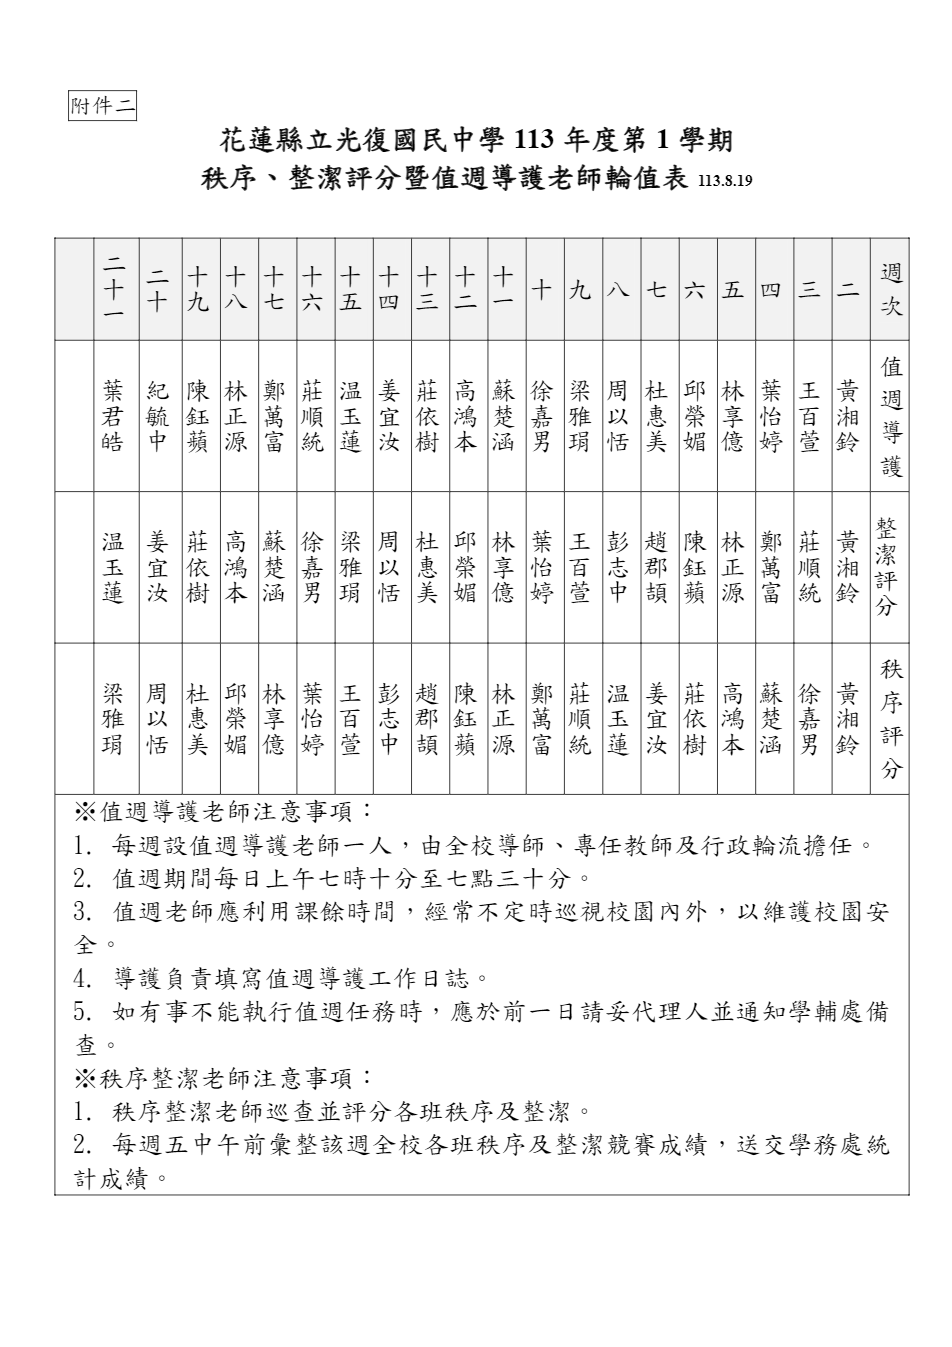 附件二
花蓮縣立光復國民中學 113 年度第 1 學期
秩序、整潔評分暨值週導護老師輪值表 113.8.19
週次 二 三 四 五 六 七 八 九 十 十一 十二 十三 十四 十五 十六 十七 十八 十九 二十 二十一
值週導護 黃湘鈴 王百萱 葉怡婷 林享億 邱榮媚 杜惠美 周以恬 梁雅琄 徐嘉男 蘇楚涵 高鴻本 莊依樹 姜宜汝 温玉蓮 莊順統 鄭萬富 林正源 陳鈺蘋 紀毓中 葉君皓
整潔評分 黃湘鈴 莊順統 鄭萬富 林正源 陳鈺蘋 趙郡頡 彭志中 王百萱 葉怡婷 林享億 邱榮媚 杜惠美 周以恬 梁雅琄 徐嘉男 蘇楚涵 高鴻本 莊依樹 姜宜汝 温玉蓮
秩序評分 黃湘鈴 徐嘉男 蘇楚涵 高鴻本 莊依樹 姜宜汝 温玉蓮 莊順統 鄭萬富 林正源 陳鈺蘋 趙郡頡 彭志中 王百萱 葉怡婷 林享億 邱榮媚 杜惠美 周以恬 梁雅琄
※值週導護老師注意事項：
1. 每週設值週導護老師一人，由全校導師、專任教師及行政輪流擔任。
2. 值週期間每日上午七時十分至七點三十分。
3. 值週老師應利用課餘時間，經常不定時巡視校園內外，以維護校園安
全。
4. 導護負責填寫值週導護工作日誌。
5. 如有事不能執行值週任務時，應於前一日請妥代理人並通知學輔處備
查。
※秩序整潔老師注意事項：
1. 秩序整潔老師巡查並評分各班秩序及整潔。
2. 每週五中午前彙整該週全校各班秩序及整潔競賽成績，送交學務處統
計成績。